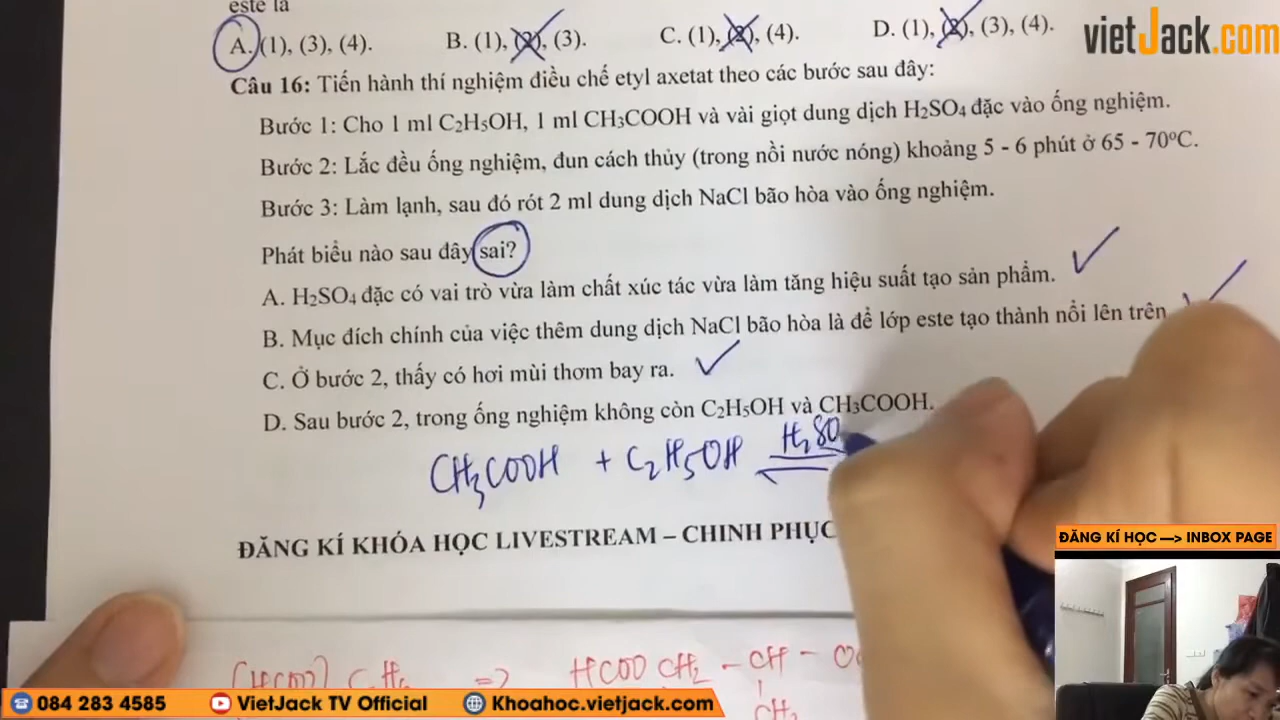 este là
A. (1), (3), (4). B. (1), (2), (3). C. (1), (2), (4). D. (1), (2), (3), (4).
vietJack.com
Câu 16: Tiến hành thí nghiệm điều chế etyl axetat theo các bước sau đây:
Bước 1: Cho 1 ml C₂H₅OH, 1 ml CH₃COOH và vài giọt dung dịch H₂SO₄ đặc vào ống nghiệm.
Bước 2: Lắc đều ống nghiệm, đun cách thủy (trong nồi nước nóng) khoảng 5 - 6 phút ở 65 - 70ºC.
Bước 3: Làm lạnh, sau đó rót 2 ml dung dịch NaCl bão hòa vào ống nghiệm.
Phát biểu nào sau đây sai?
A. H₂SO₄ đặc có vai trò vừa làm chất xúc tác vừa làm tăng hiệu suất tạo sản phẩm.
B. Mục đích chính của việc thêm dung dịch NaCl bão hòa là để lớp este tạo thành nổi lên trên
C. Ở bước 2, thấy có hơi mùi thơm bay ra.
D. Sau bước 2, trong ống nghiệm không còn C₂H₅OH và CH₃COOH.
CH₃COOH + C₂H₅OH H₂SO
ĐĂNG KÍ KHÓA HỌC LIVESTREAM – CHINH PHỤC
ĐĂNG KÍ HỌC —> INBOX PAGE
=> HCOO CH₂ - CH -
CH₂
084 283 4585 VietJack TV Official Khoahoc.vietjack.com